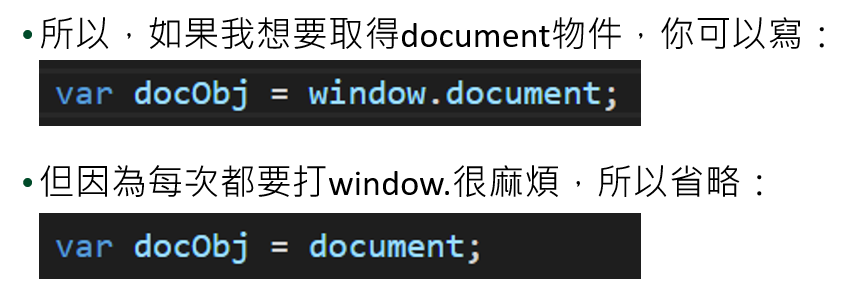 •所以，如果我想要取得document物件，你可以寫：
var docObj = window.document;
•但因為每次都要打window.很麻煩，所以省略：
var docObj = document;